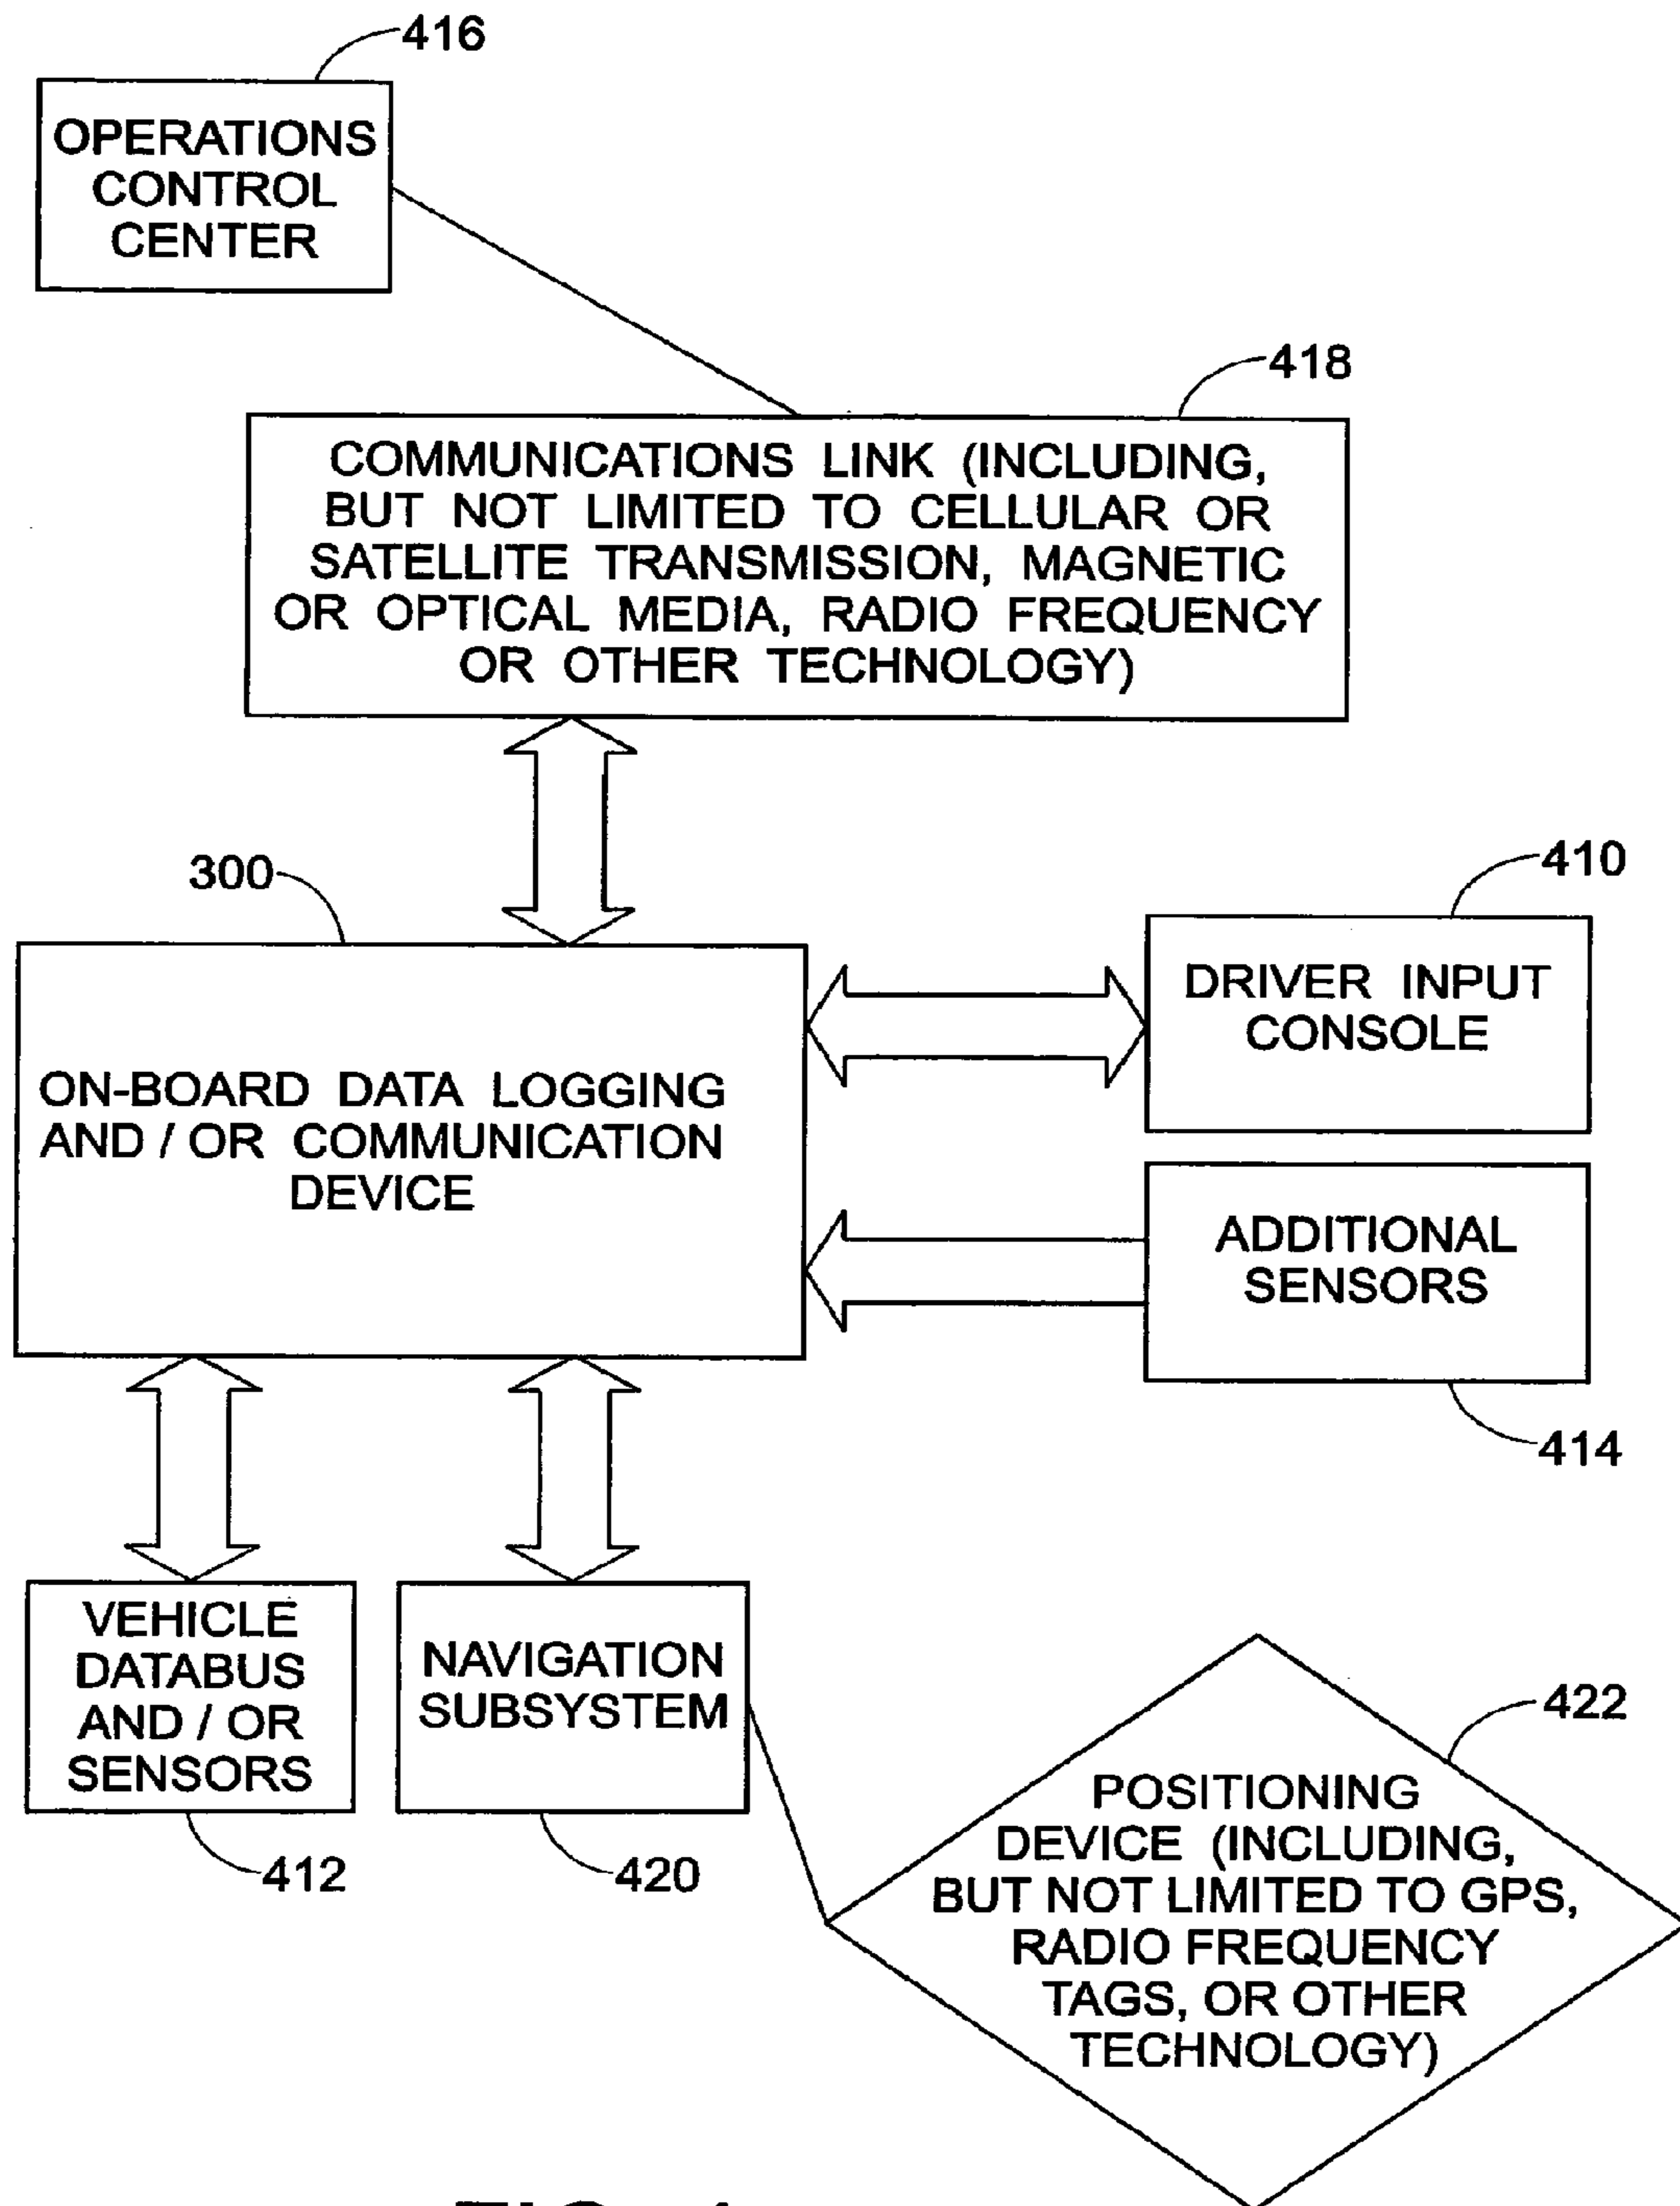 416
OPERATIONS
CONTROL
CENTER
418
COMMUNICATIONS LINK (INCLUDING,
BUT NOT LIMITED TO CELLULAR OR
SATELLITE TRANSMISSION, MAGNETIC
OR OPTICAL MEDIA, RADIO FREQUENCY
OR OTHER TECHNOLOGY)
300
410
DRIVER INPUT
CONSOLE
ON-BOARD DATA LOGGING
AND / OR COMMUNICATION
DEVICE
ADDITIONAL
SENSORS
414
VEHICLE
DATABUS
AND / OR
SENSORS
412
NAVIGATION
SUBSYSTEM
420
422
POSITIONING
DEVICE (INCLUDING,
BUT NOT LIMITED TO GPS,
RADIO FREQUENCY
TAGS, OR OTHER
TECHNOLOGY)